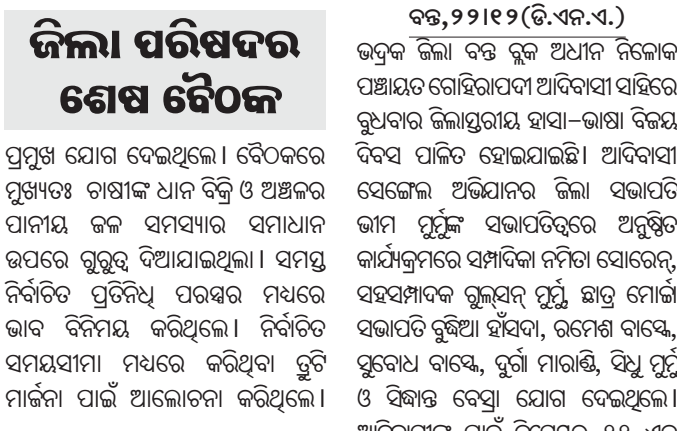 ଜିଲା ପରିଷଦର
ଶେଷ ବୈଠକ
ପ୍ରମୁଖ ଯୋଗ ଦେଇଥିଲେ। ବୈଠକରେ
ମୁଖ୍ୟତଃ ଚାଷୀଙ୍କ ଧାନ ବିକ୍ରି ଓ ଅଞ୍ଚଳର
ପାନୀୟ ଜଳ ସମସ୍ୟାର ସମାଧାନ
ଉପରେ ଗୁରୁତ୍ୱ ଦିଆଯାଇଥିଲା। ସମସ୍ତ
ନିର୍ବାଚିତ ପ୍ରତିନିଧି ପରସ୍ପର ମଧ୍ୟରେ
ଭାବ ବିନିମୟ କରିଥିଲେ। ନିର୍ବାଚିତ
ସମୟସୀମା ମଧ୍ୟରେ କରିଥିବା ତ୍ରୁଟି
ମାର୍ଜନା ପାଇଁ ଆଲୋଚନା କରିଥିଲେ।
ବନ୍ତ,୨୨।୧୨(ଡି.ଏନ.ଏ.)
ଭଦ୍ରକ ଜିଲା ବନ୍ତ ବ୍ଲକ ଅଧୀନ ନିଳୋକ
ପଞ୍ଚାୟତ ଗୋହିରାପଦୀ ଆଦିବାସୀ ସାହିରେ
ବୁଧବାର ଜିଲାସ୍ତରୀୟ ହାସା–ଭାଷା ବିଜୟ
ଦିବସ ପାଳିତ ହୋଇଯାଇଛି। ଆଦିବାସୀ
ସେଙ୍ଗେଲ ଅଭିଯାନର ଜିଲା ସଭାପତି
ଭୀମ ମୁର୍ମୁଙ୍କ ସଭାପତିତ୍ୱରେ ଅନୁଷ୍ଠିତ
କାର୍ଯ୍ୟକ୍ରମରେ ସମ୍ପାଦିକା ନମିତା ସୋରେନ୍,
ସହସମ୍ପାଦକ ଗୁଲ୍‌ସନ୍ ମୁର୍ମୁ, ଛାତ୍ର ମୋର୍ଚ୍ଚା
ସଭାପତି ବୁଦ୍ଧିଆ ହାଁସଦା, ରମେଶ ବାସ୍କେ,
ସୁବୋଧ ବାସ୍କେ, ଦୁର୍ଗା ମାରାଣ୍ଡି, ସିଧୁ ମୁର୍ମୁ
ଓ ସିଦ୍ଧାନ୍ତ ବେସ୍ରା ଯୋଗ ଦେଇଥିଲେ।